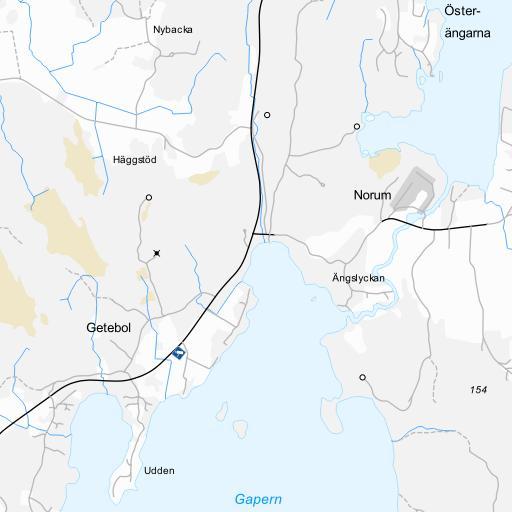 Öster-
ängarna
Nybacka
Häggstöd
Norum
Ängslyckan
Getebol
154
Udden
Gapern